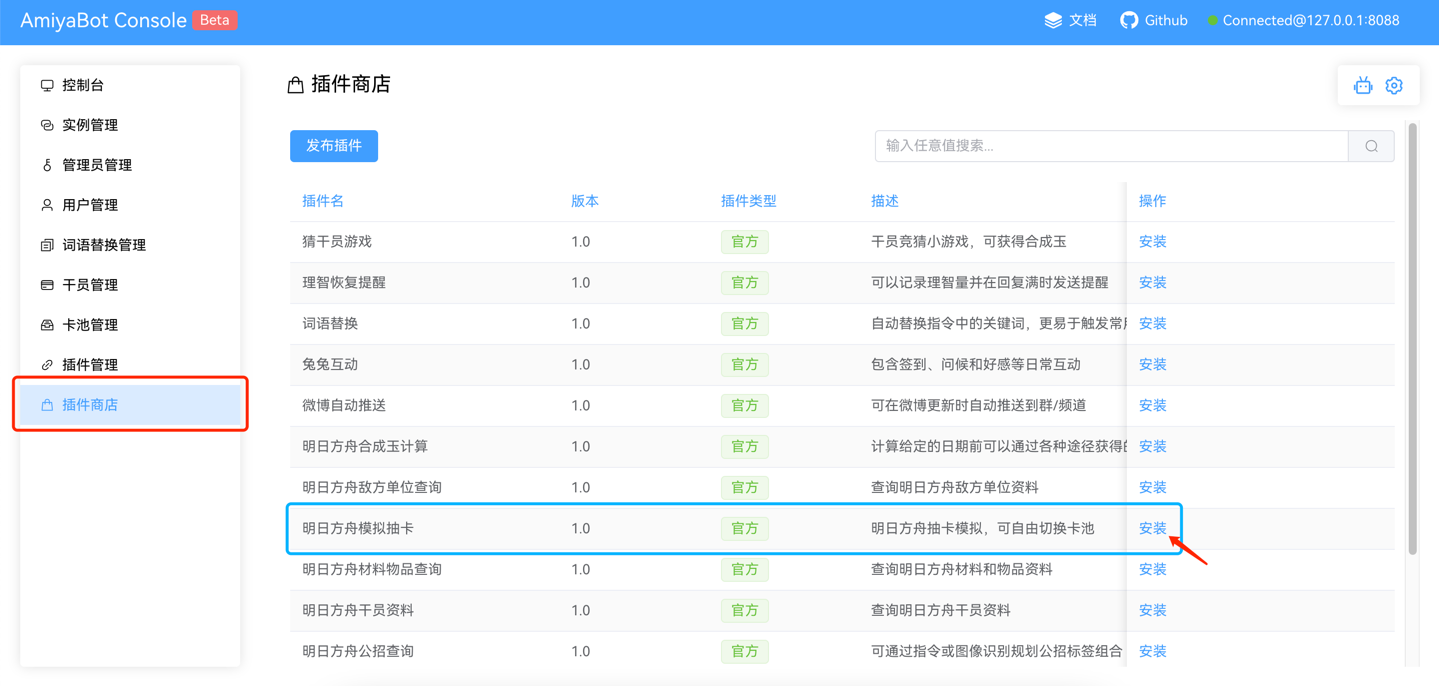 AmiyaBot Console Beta 文档 Github Connected@127.0.0.1:8088
控制台
实例管理
管理员管理
用户管理
词语替换管理
干员管理
卡池管理
插件管理
插件商店
插件商店
发布插件 输入任意值搜索...
插件名 版本 插件类型 描述 操作
猜干员游戏 1.0 官方 干员竞猜小游戏，可获得合成玉 安装
理智恢复提醒 1.0 官方 可以记录理智量并在回复满时发送提醒 安装
词语替换 1.0 官方 自动替换指令中的关键词，更易于触发常 安装
兔兔互动 1.0 官方 包含签到、问候和好感等日常互动 安装
微博自动推送 1.0 官方 可在微博更新时自动推送到群/频道 安装
明日方舟合成玉计算 1.0 官方 计算给定的日期前可以通过各种途径获得 安装
明日方舟敌方单位查询 1.0 官方 查询明日方舟敌方单位资料 安装
明日方舟模拟抽卡 1.0 官方 明日方舟抽卡模拟，可自由切换卡池 安装
明日方舟材料物品查询 1.0 官方 查询明日方舟材料和物品资料 安装
明日方舟干员资料 1.0 官方 查询明日方舟干员资料 安装
明日方舟公招查询 1.0 官方 可通过指令或图像识别规划公招标签组合 安装